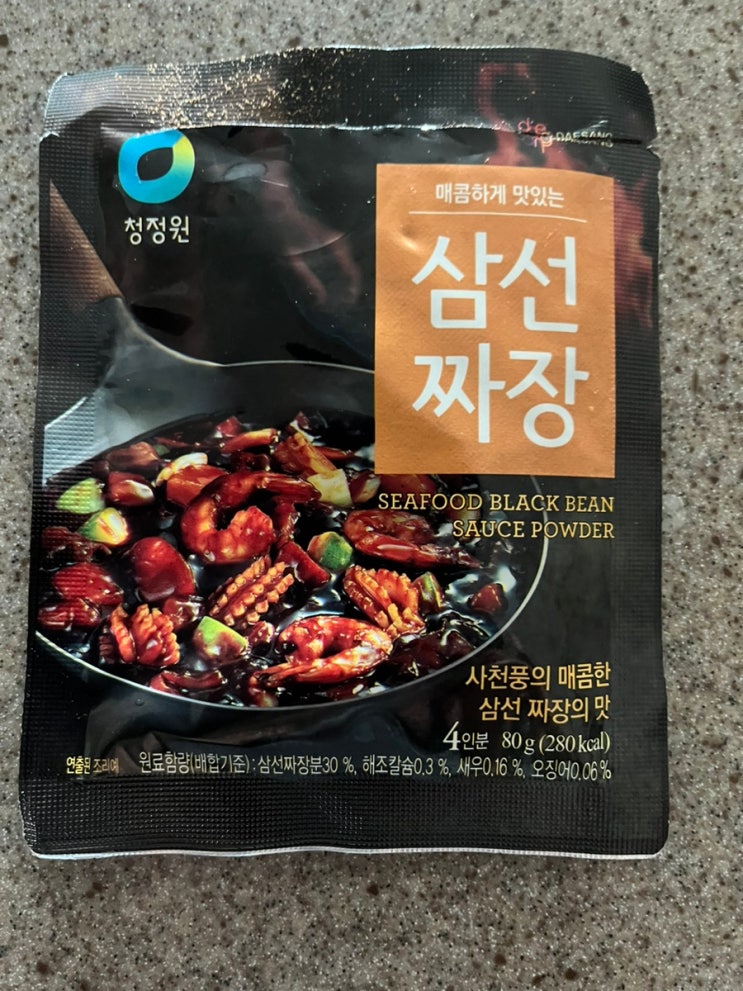 DAESANG
청정원
매콤하게 맛있는
삼선
짜장
SEAFOOD BLACK BEAN
SAUCE POWDER
사천풍의 매콤한
삼선 짜장의 맛
4인분 80g (280 kcal)
연출된 조리예 원료함량(배합기준) : 삼선짜장분30 %, 해조칼슘0.3 %, 새우0.16 %, 오징어0.06%